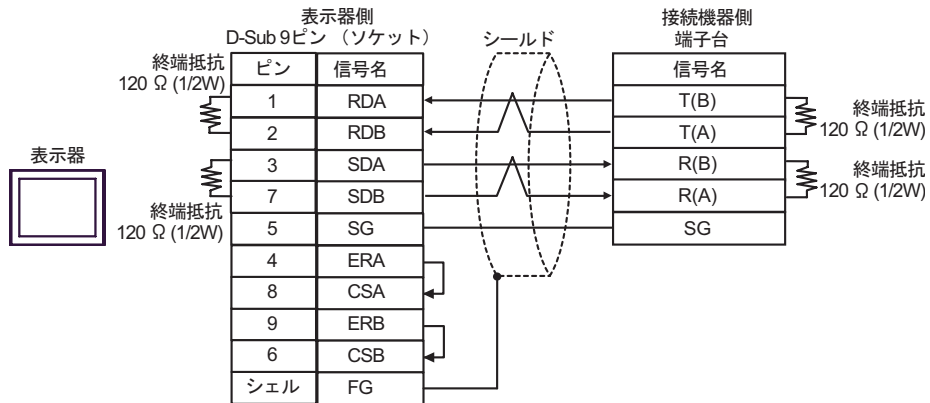 表示器側
D-Sub 9ピン （ソケット）
シールド
接続機器側
端子台
終端抵抗
120 Ω (1/2W)
ピン 信号名
信号名
1 RDA
T(B)
2 RDB
T(A)
終端抵抗
120 Ω (1/2W)
表示器
3 SDA
R(B)
7 SDB
R(A)
終端抵抗
120 Ω (1/2W)
終端抵抗
120 Ω (1/2W)
5 SG
SG
4 ERA
8 CSA
9 ERB
6 CSB
シェル FG